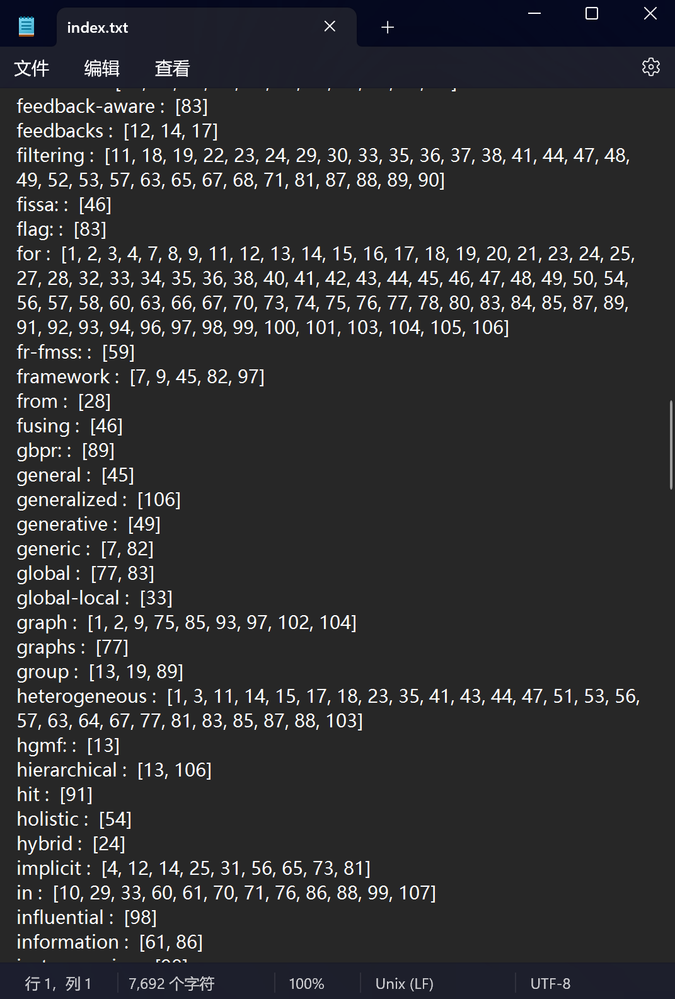 index.txt
文件 编辑 查看
feedback-aware :  [83]
feedbacks :  [12, 14, 17]
filtering :  [11, 18, 19, 22, 23, 24, 29, 30, 33, 35, 36, 37, 38, 41, 44, 47, 48,
49, 52, 53, 57, 63, 65, 67, 68, 71, 81, 87, 88, 89, 90]
fissa: :  [46]
flag: :  [83]
for :  [1, 2, 3, 4, 7, 8, 9, 11, 12, 13, 14, 15, 16, 17, 18, 19, 20, 21, 23, 24, 25,
27, 28, 32, 33, 34, 35, 36, 38, 40, 41, 42, 43, 44, 45, 46, 47, 48, 49, 50, 54,
56, 57, 58, 60, 63, 66, 67, 70, 73, 74, 75, 76, 77, 78, 80, 83, 84, 85, 87, 89,
91, 92, 93, 94, 96, 97, 98, 99, 100, 101, 103, 104, 105, 106]
fr-fmss: :  [59]
framework :  [7, 9, 45, 82, 97]
from :  [28]
fusing :  [46]
gbpr: :  [89]
general :  [45]
generalized :  [106]
generative :  [49]
generic :  [7, 82]
global :  [77, 83]
global-local :  [33]
graph :  [1, 2, 9, 75, 85, 93, 97, 102, 104]
graphs :  [77]
group :  [13, 19, 89]
heterogeneous :  [1, 3, 11, 14, 15, 17, 18, 23, 35, 41, 43, 44, 47, 51, 53, 56,
57, 63, 64, 67, 77, 81, 83, 85, 87, 88, 103]
hgmf: :  [13]
hierarchical :  [13, 106]
hit :  [91]
holistic :  [54]
hybrid :  [24]
implicit :  [4, 12, 14, 25, 31, 56, 65, 73, 81]
in :  [10, 29, 33, 60, 61, 70, 71, 76, 86, 88, 99, 107]
influential :  [98]
information :  [61, 86]
行 1，列 1 7,692 个字符 100% Unix (LF) UTF-8